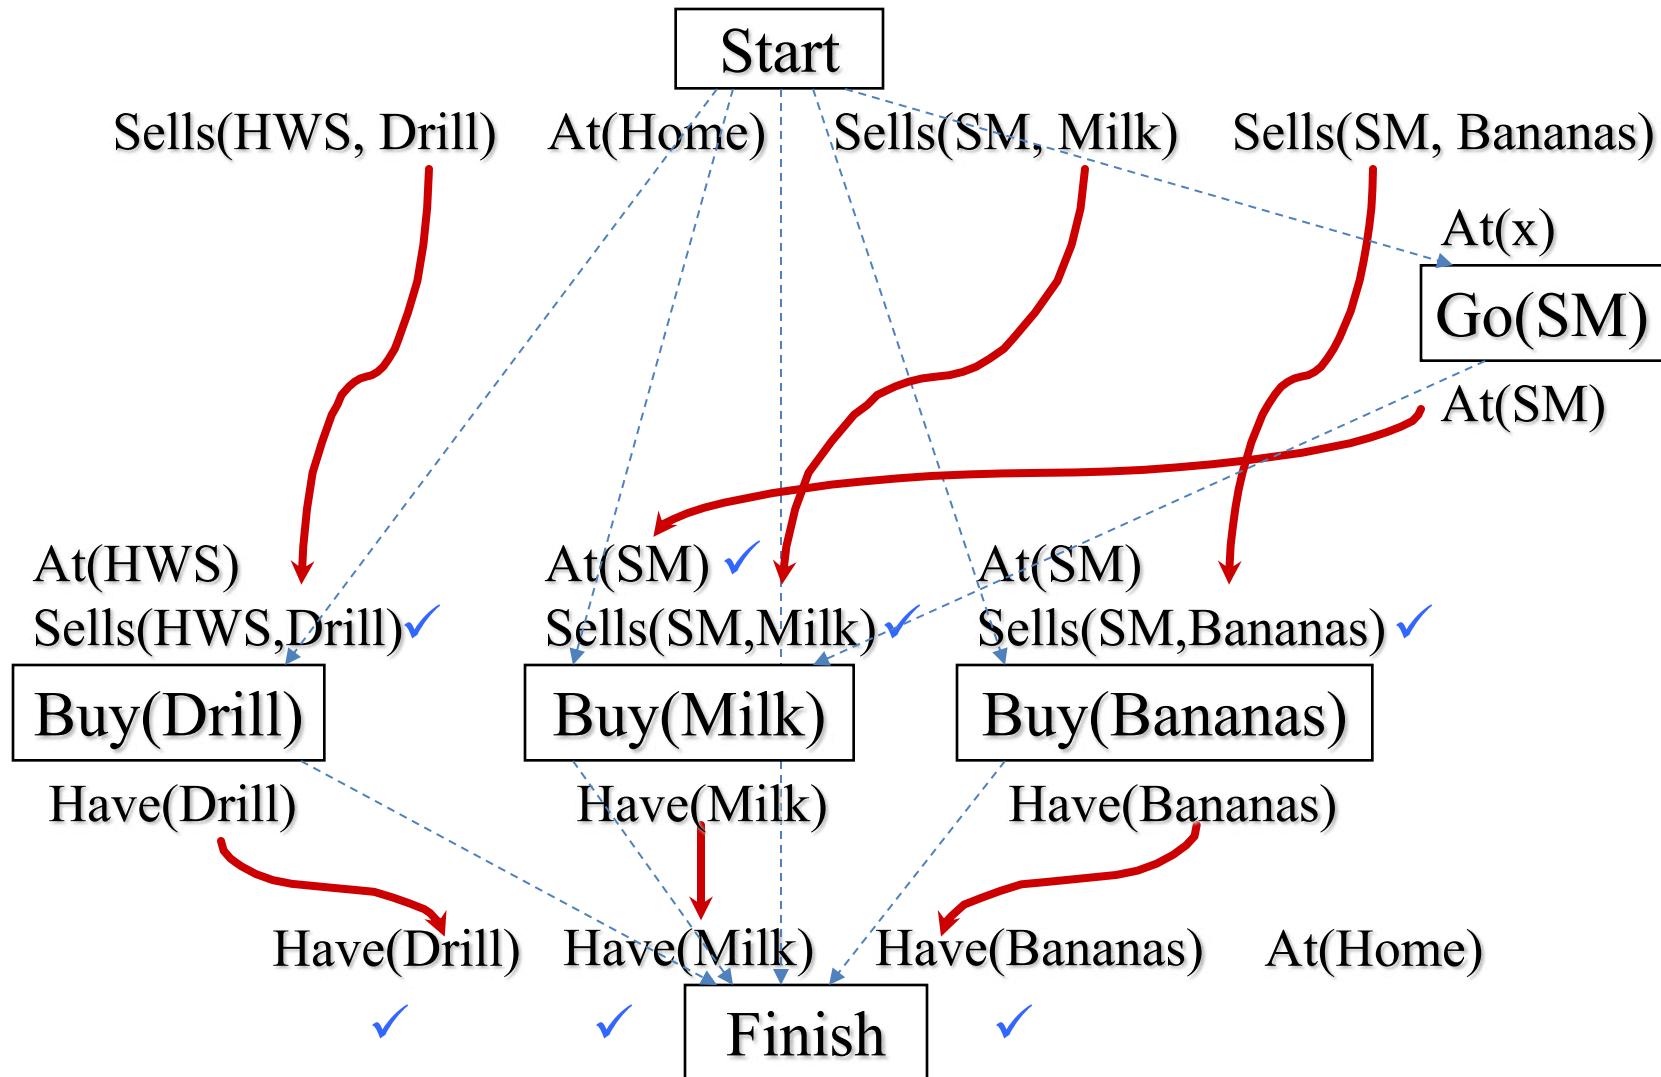 Start
Sells(HWS, Drill) At(Home) Sells(SM, Milk) Sells(SM, Bananas)
At(x)
Go(SM)
At(SM)
At(HWS) At(SM) At(SM)
Sells(HWS,Drill) Sells(SM,Milk) Sells(SM,Bananas)
Buy(Drill) Buy(Milk) Buy(Bananas)
Have(Drill) Have(Milk) Have(Bananas)
Have(Drill) Have(Milk) Have(Bananas) At(Home)
Finish